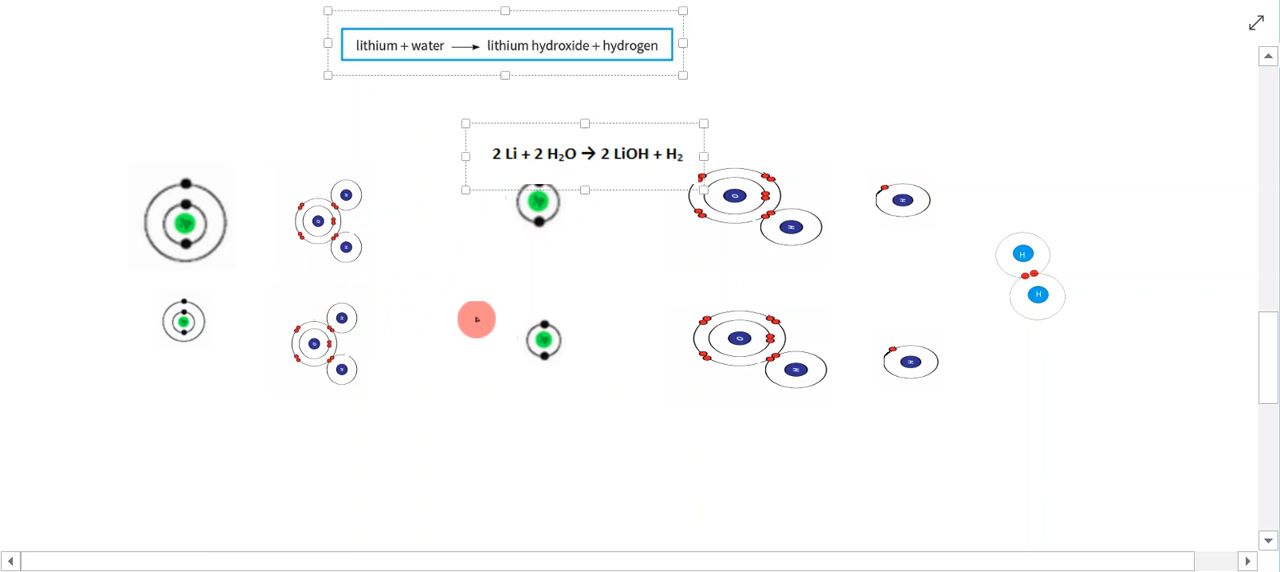 lithium + water ⟶ lithium hydroxide + hydrogen
2 Li + 2 H₂O → 2 LiOH + H₂
H
O
H
O
H
H
H
H
H
O
H
O
H
H
H